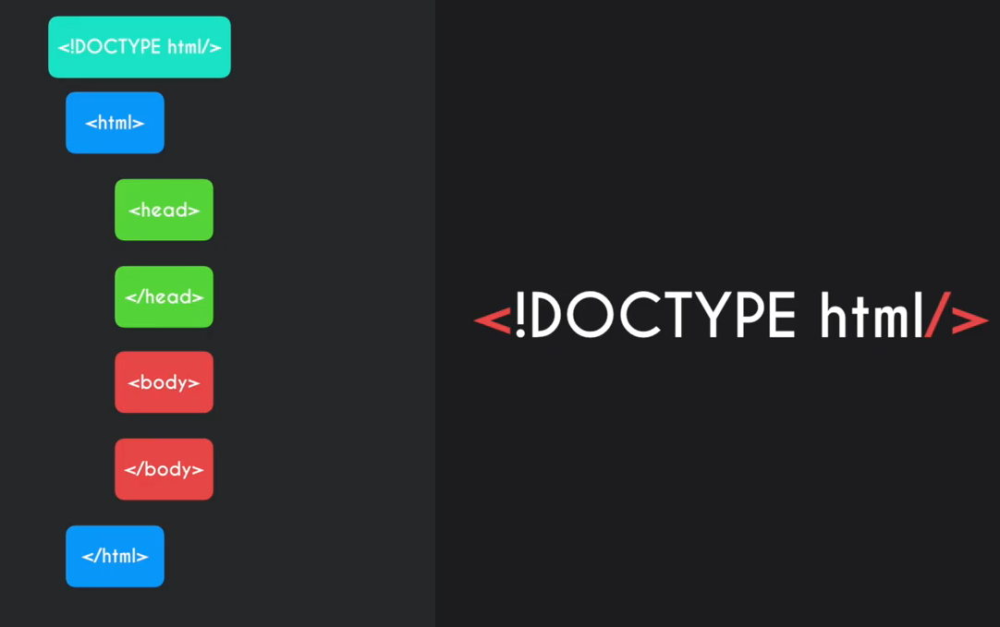 <!DOCTYPE html/>
<html>
<head>
</head>
<body>
</body>
</html>
<!DOCTYPE html/>